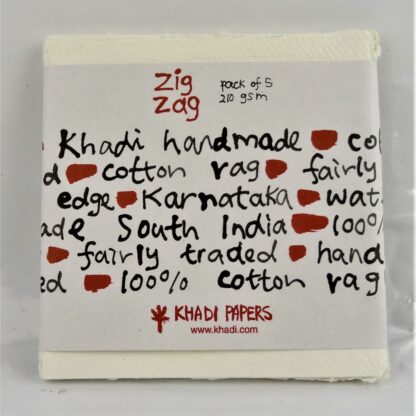 zig
zag
pack of 5
210 gsm
Khadi handmade
cotton rag fairly
edge Karnataka
South India 100%
fairly traded
100% cotton rag
KHADI PAPERS
www.khadi.com